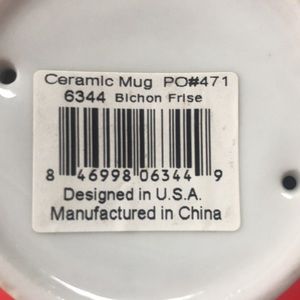 Ceramic Mug PO#471
6344 Bichon Frise
8 46998 06344 9
Designed in U.S.A.
Manufactured in China